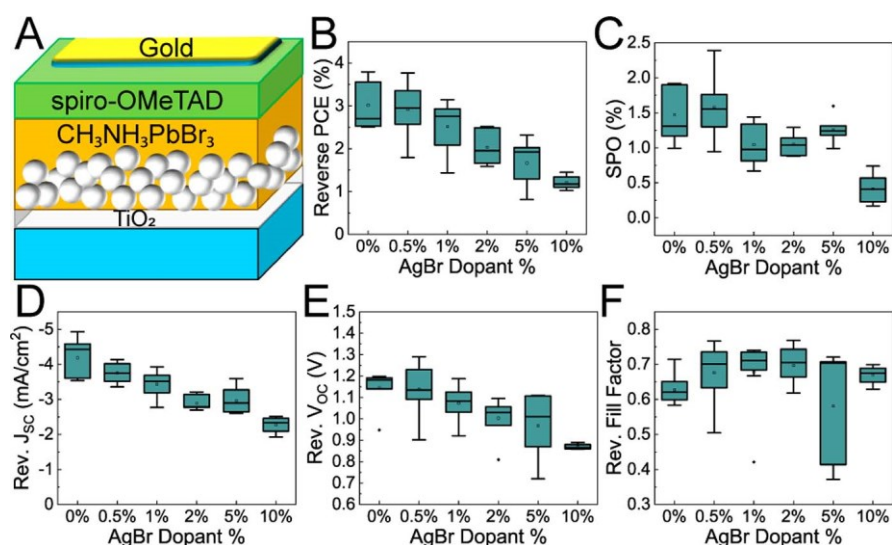 A
Gold
spiro-OMeTAD
CH₃NH₃PbBr₃
TiO₂
B
Reverse PCE (%)
5
4
3
2
1
0
0% 0.5% 1% 2% 5% 10%
AgBr Dopant %
C
SPO (%)
2.5
2.0
1.5
1.0
0.5
0.0
0% 0.5% 1% 2% 5% 10%
AgBr Dopant %
D
Rev. JSC (mA/cm²)
-5
-4
-3
-2
-1
0
0% 0.5% 1% 2% 5% 10%
AgBr Dopant %
E
Rev. VOC (V)
1.5
1.4
1.3
1.2
1.1
1.0
0.9
0.8
0.7
0.6
0% 0.5% 1% 2% 5% 10%
AgBr Dopant %
F
Rev. Fill Factor
0.9
0.8
0.7
0.6
0.5
0.4
0.3
0% 0.5% 1% 2% 5% 10%
AgBr Dopant %